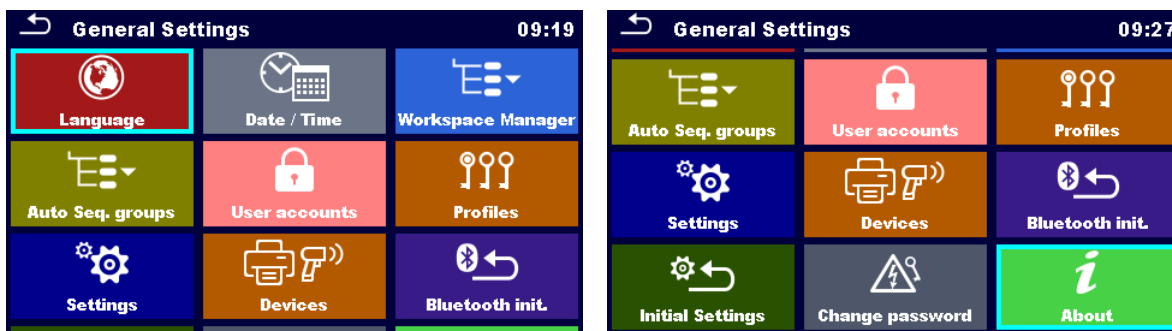 General Settings 09:19
Language Date / Time Workspace Manager
Auto Seq. groups User accounts Profiles
Settings Devices Bluetooth init.
General Settings 09:27
Auto Seq. groups User accounts Profiles
Settings Devices Bluetooth init.
Initial Settings Change password About